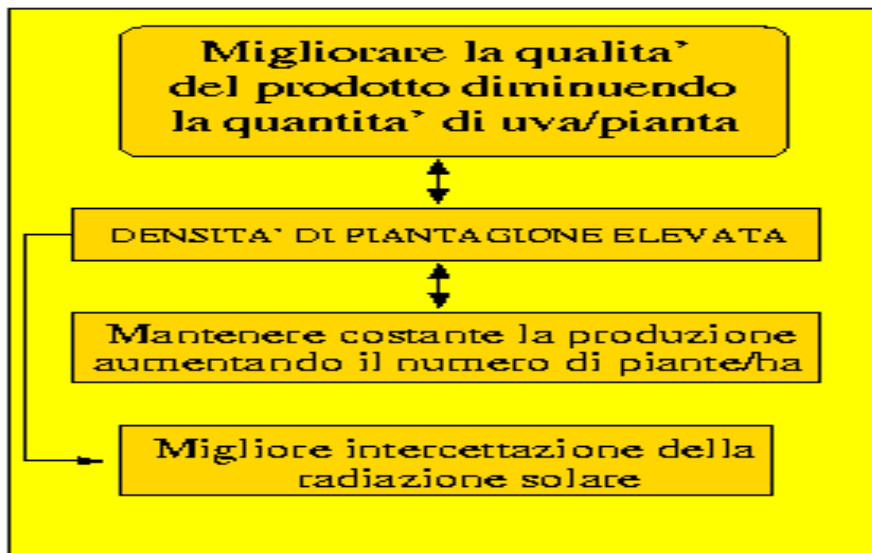 Migliorare la qualita'
del prodotto diminuendo
la quantita' di uva/pianta
DENSITA' DI PIANTAGIONE ELEVATA
Mantenere costante la produzione
aumentando il numero di piante/ha
Migliore intercettazione della
radiazione solare